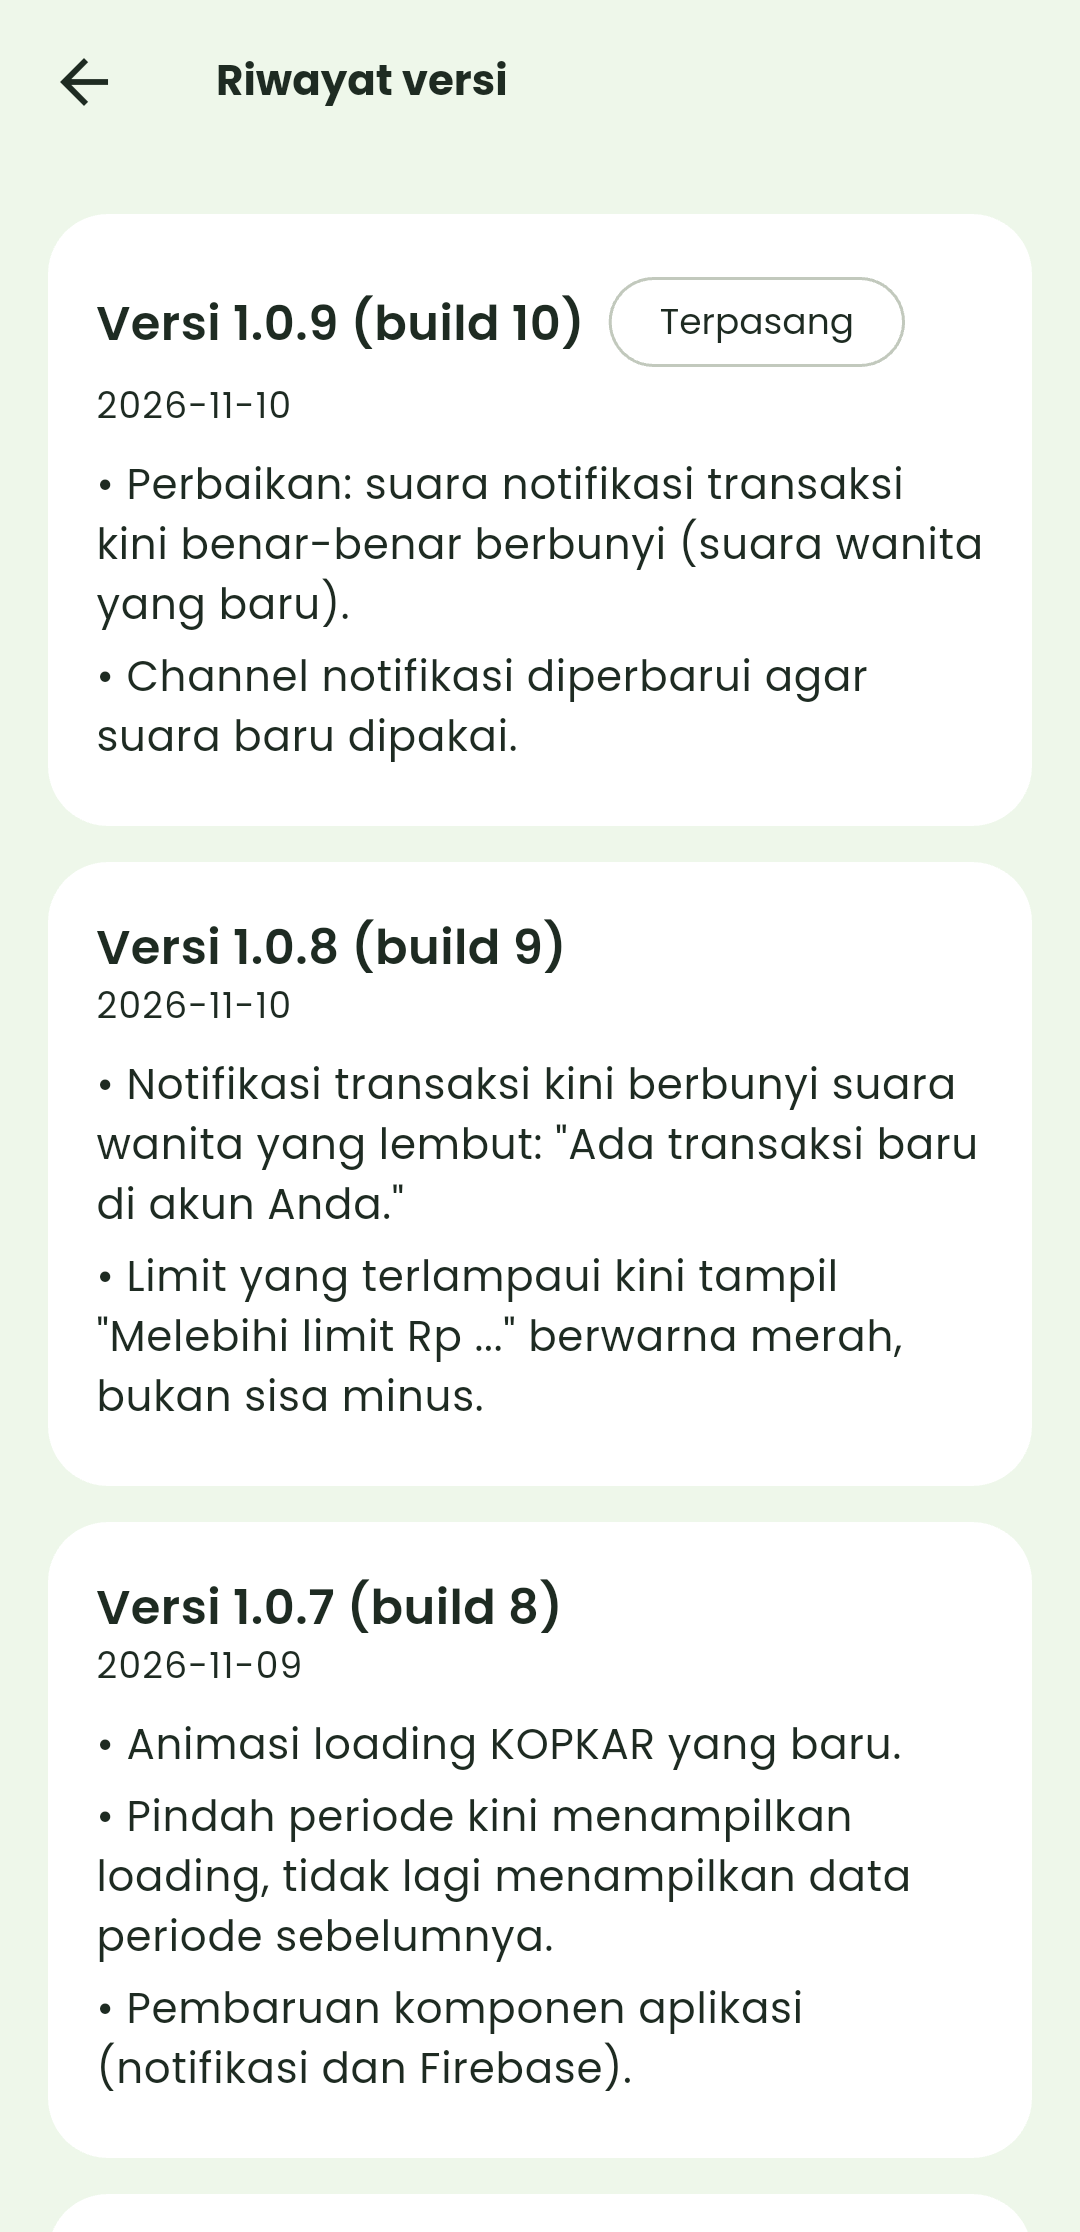 Riwayat versi
Versi 1.0.9 (build 10) Terpasang
2026-11-10
• Perbaikan: suara notifikasi transaksi
kini benar-benar berbunyi (suara wanita
yang baru).
• Channel notifikasi diperbarui agar
suara baru dipakai.
Versi 1.0.8 (build 9)
2026-11-10
• Notifikasi transaksi kini berbunyi suara
wanita yang lembut: "Ada transaksi baru
di akun Anda."
• Limit yang terlampaui kini tampil
"Melebihi limit Rp ..." berwarna merah,
bukan sisa minus.
Versi 1.0.7 (build 8)
2026-11-09
• Animasi loading KOPKAR yang baru.
• Pindah periode kini menampilkan
loading, tidak lagi menampilkan data
periode sebelumnya.
• Pembaruan komponen aplikasi
(notifikasi dan Firebase).